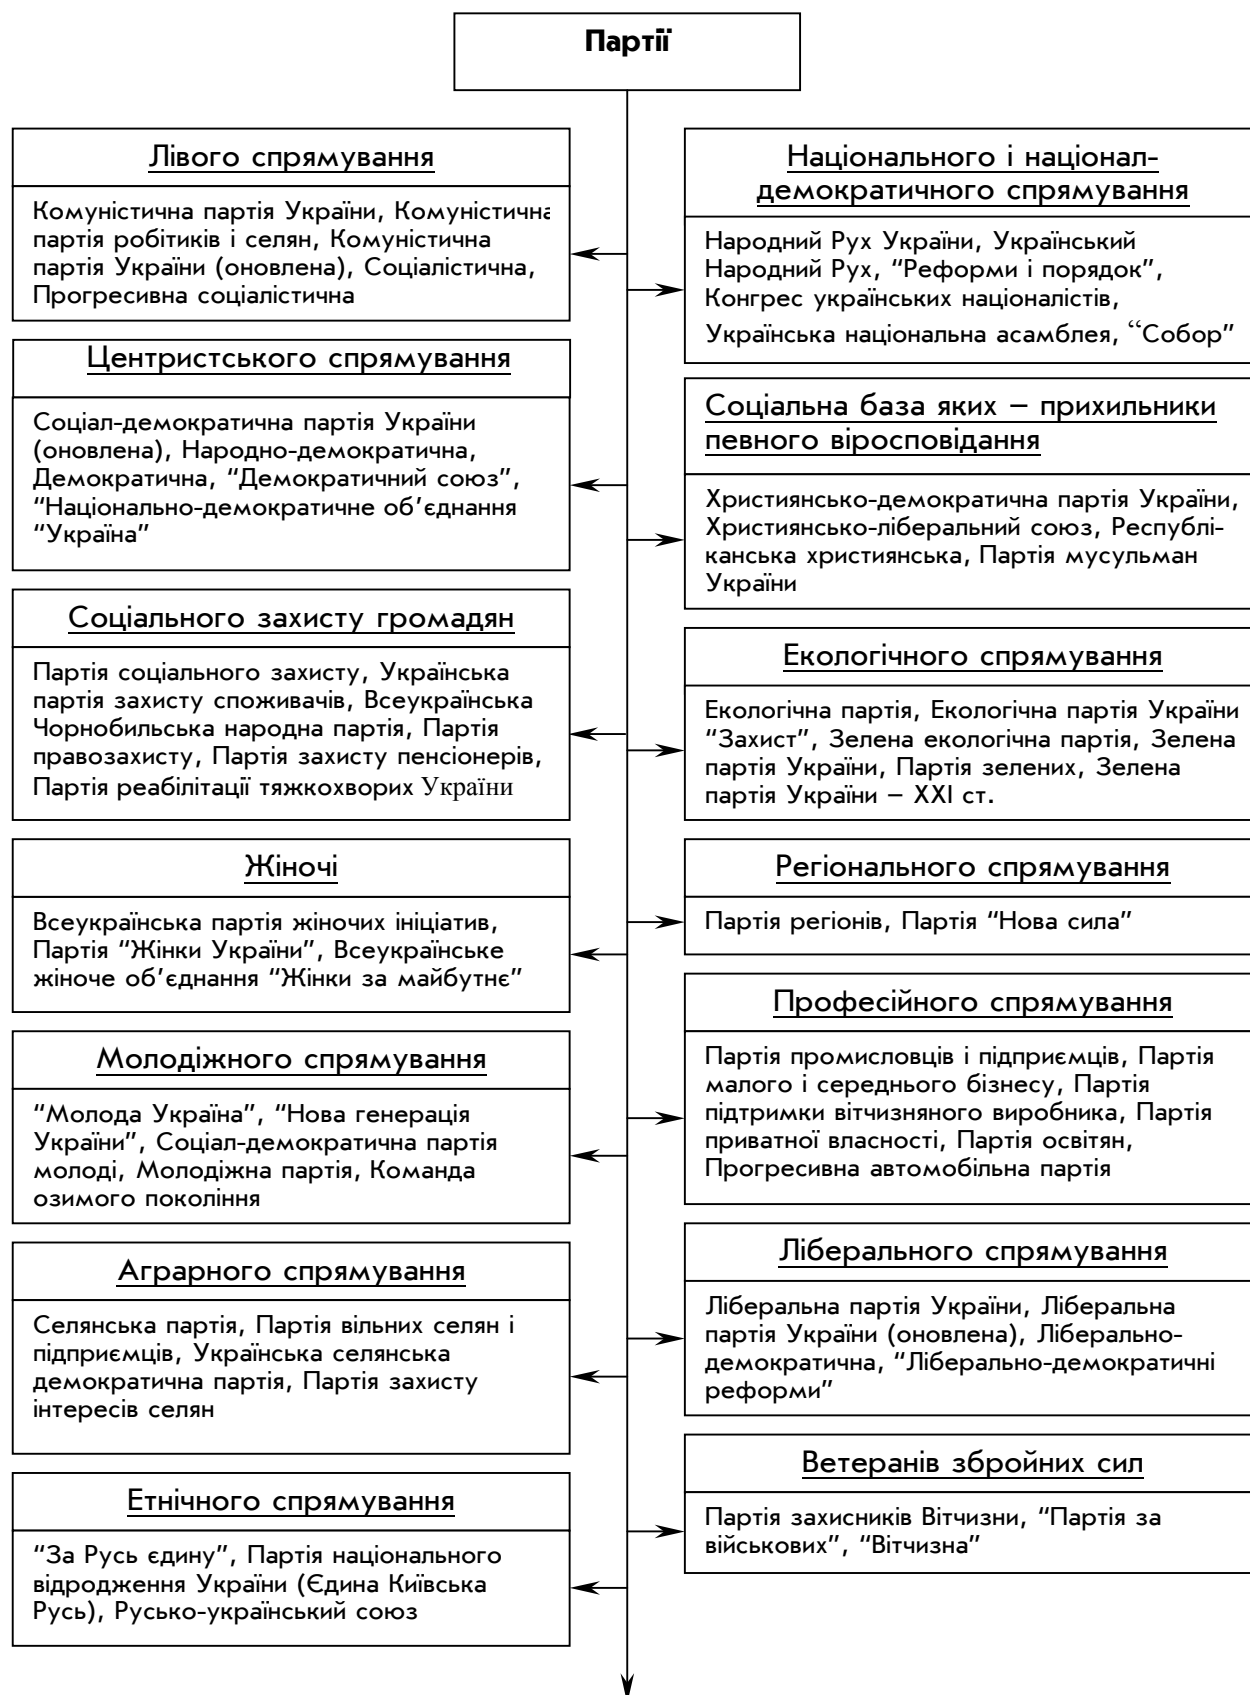 Партії
Лівого спрямування
Комуністична партія України, Комуністична
партія робітиків і селян, Комуністична
партія України (оновлена), Соціалістична,
Прогресивна соціалістична
Центристського спрямування
Соціал-демократична партія України
(оновлена), Народно-демократична,
Демократична, “Демократичний союз”,
“Національно-демократичне об’єднання
“Україна”
Соціального захисту громадян
Партія соціального захисту, Українська
партія захисту споживачів, Всеукраїнська
Чорнобильська народна партія, Партія
правозахисту, Партія захисту пенсіонерів,
Партія реабілітації тяжкохворих України
Жіночі
Всеукраїнська партія жіночих ініціатив,
Партія “Жінки України”, Всеукраїнське
жіноче об’єднання “Жінки за майбутнє”
Молодіжного спрямування
“Молода Україна”, “Нова генерація
України”, Соціал-демократична партія
молоді, Молодіжна партія, Команда
озимого покоління
Аграрного спрямування
Селянська партія, Партія вільних селян і
підприємців, Українська селянська
демократична партія, Партія захисту
інтересів селян
Етнічного спрямування
“За Русь єдину”, Партія національного
відродження України (Єдина Київська
Русь), Русько-український союз
Національного і націонал-
демократичного спрямування
Народний Рух України, Український
Народний Рух, “Реформи і порядок”,
Конгрес українських націоналістів,
Українська національна асамблея, “Собор”
Соціальна база яких – прихильники
певного віросповідання
Християнсько-демократична партія України,
Християнсько-ліберальний союз, Республі-
канська християнська, Партія мусульман
України
Екологічного спрямування
Екологічна партія, Екологічна партія України
“Захист”, Зелена екологічна партія, Зелена
партія України, Партія зелених, Зелена
партія України – XXI ст.
Регіонального спрямування
Партія регіонів, Партія “Нова сила”
Професійного спрямування
Партія промисловців і підприємців, Партія
малого і середнього бізнесу, Партія
підтримки вітчизняного виробника, Партія
приватної власності, Партія освітян,
Прогресивна автомобільна партія
Ліберального спрямування
Ліберальна партія України, Ліберальна
партія України (оновлена), Ліберально-
демократична, “Ліберально-демократичні
реформи”
Ветеранів збройних сил
Партія захисників Вітчизни, “Партія за
військових”, “Вітчизна”